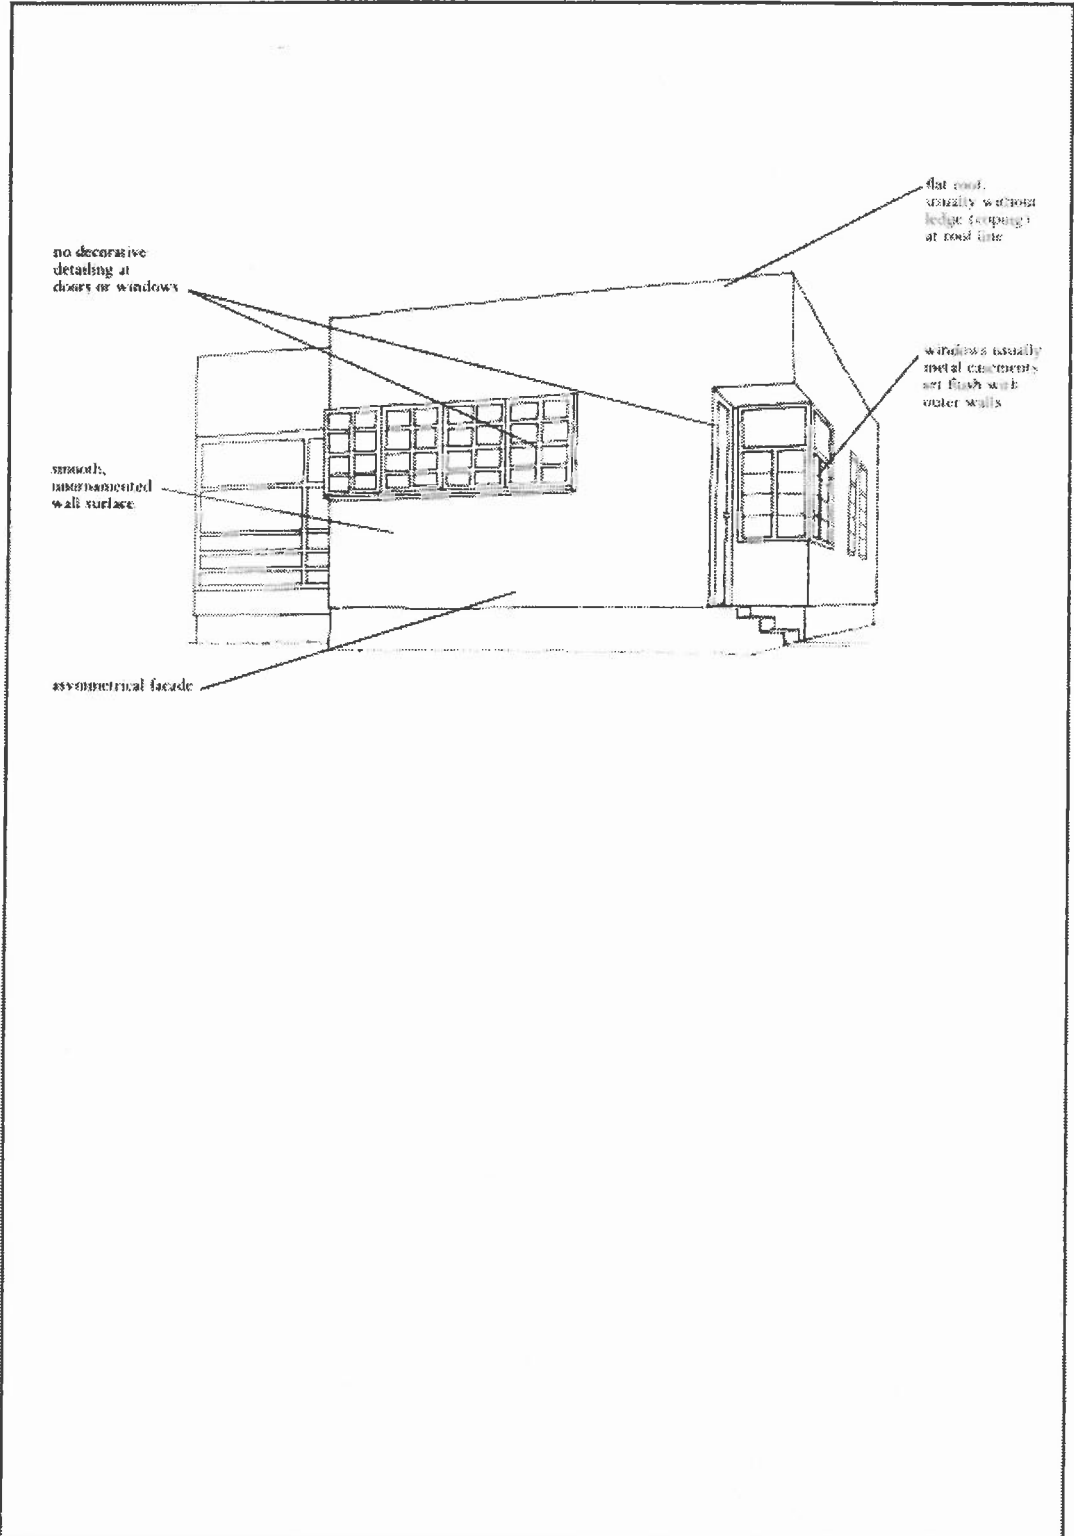 flat roof,
usually without
ledge (coping)
at roof line
no decorative
detailing at
doors or windows
windows usually
metal casements
set flush with
outer walls
smooth,
unornamented
wall surface
asymmetrical facade